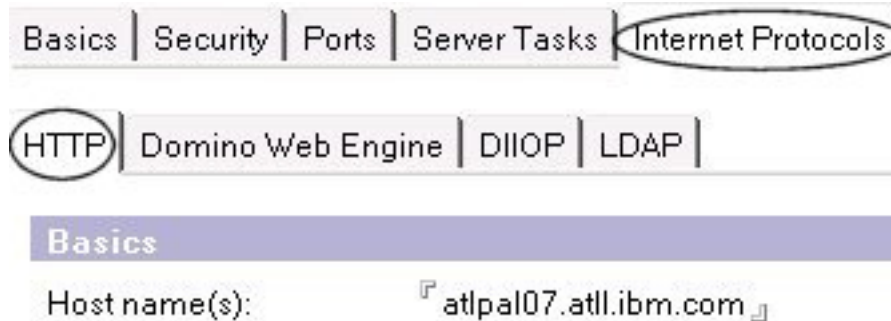 Basics | Security | Ports | Server Tasks | Internet Protocols
HTTP | Domino Web Engine | DIIOP | LDAP |
Basics
Host name(s): atlpal07.atll.ibm.com